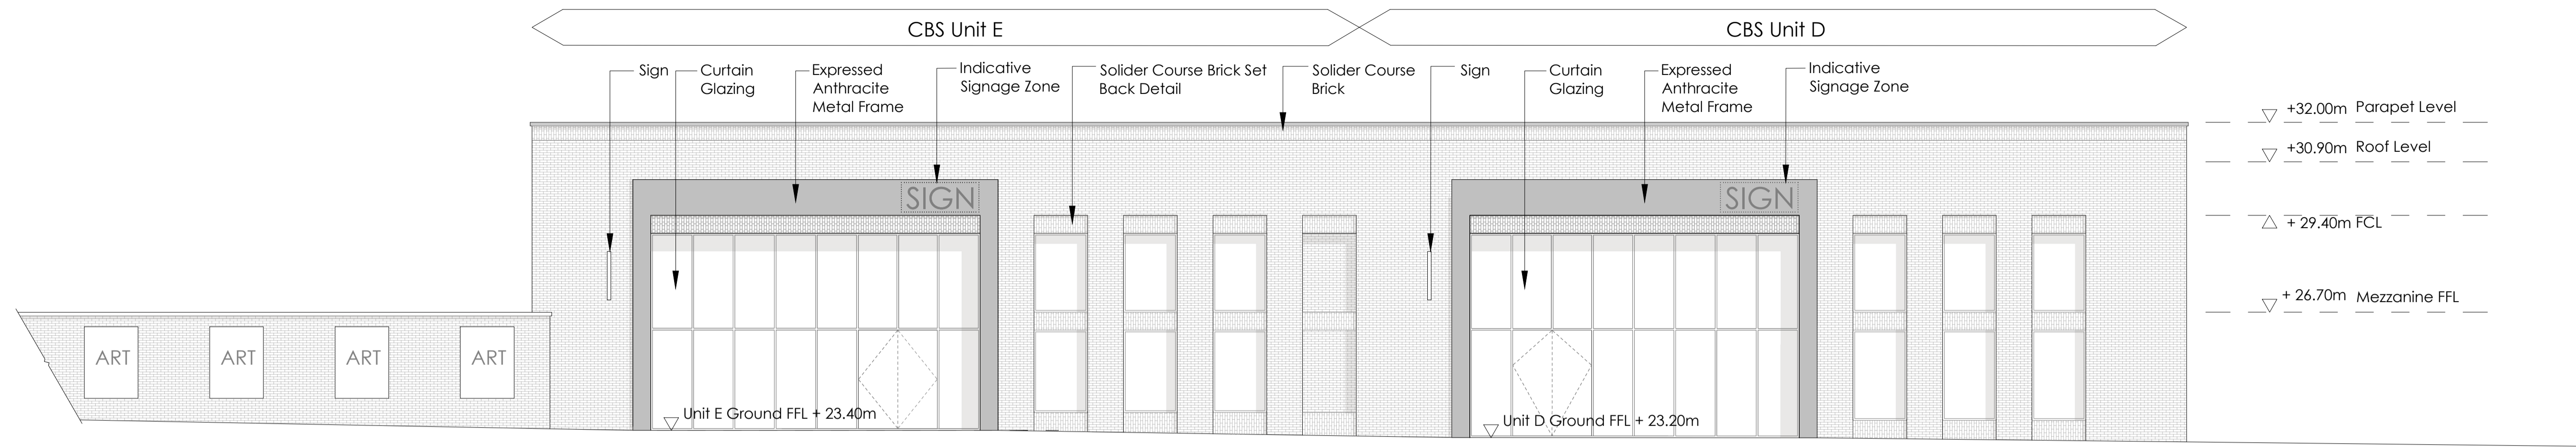 CBS Unit E
CBS Unit D
Sign
Curtain
Glazing
Expressed
Anthracite
Metal Frame
Indicative
Signage Zone
Solider Course Brick Set
Back Detail
Solider Course
Brick
Sign
Curtain
Glazing
Expressed
Anthracite
Metal Frame
Indicative
Signage Zone
+32.00m Parapet Level
+30.90m Roof Level
SIGN
SIGN
+ 29.40m FCL
+ 26.70m Mezzanine FFL
ART
ART
ART
ART
Unit E Ground FFL + 23.40m
Unit D Ground FFL + 23.20m